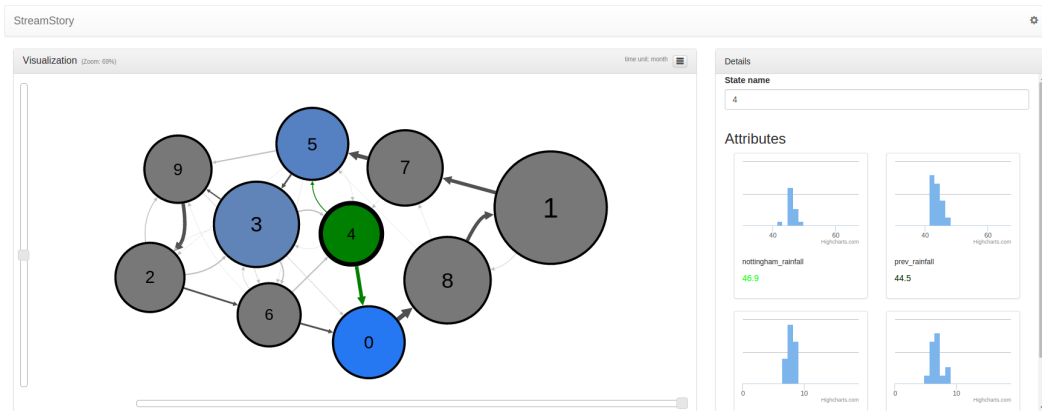 StreamStory
Visualization (Zoom: 69%)
time unit: month
5
9
7
3
1
4
2
8
6
0
Details
State name
4
Attributes
40 60
Highcharts.com
nottingham_rainfall
46.9
40 60
Highcharts.com
prev_rainfall
44.5
0 10
Highcharts.com
0 10
Highcharts.com